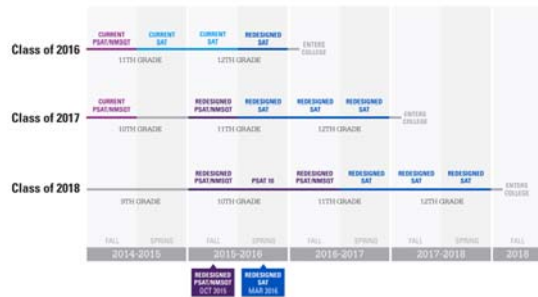 CURRENT PSAT/NMSQT
CURRENT SAT
CURRENT SAT
REDESIGNED SAT
Class of 2016
ENTERS COLLEGE
11TH GRADE
12TH GRADE
CURRENT PSAT/NMSQT
REDESIGNED PSAT/NMSQT
REDESIGNED SAT
REDESIGNED SAT
REDESIGNED SAT
Class of 2017
ENTERS COLLEGE
10TH GRADE
11TH GRADE
12TH GRADE
REDESIGNED PSAT/NMSQT
PSAT 10
REDESIGNED PSAT/NMSQT
REDESIGNED SAT
REDESIGNED SAT
REDESIGNED SAT
Class of 2018
ENTERS COLLEGE
9TH GRADE
10TH GRADE
11TH GRADE
12TH GRADE
FALL
SPRING
FALL
SPRING
FALL
SPRING
FALL
SPRING
FALL
2014-2015
2015-2016
2016-2017
2017-2018
2018
REDESIGNED PSAT/NMSQT OCT 2015
REDESIGNED SAT MAR 2016